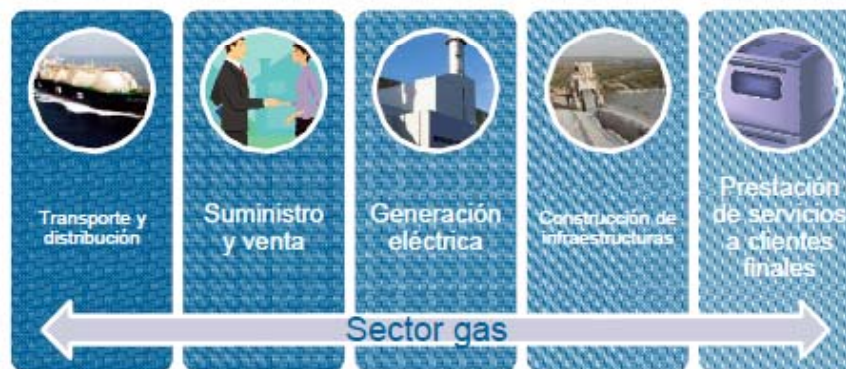 Transporte y
distribución
Suministro
y venta
Generación
eléctrica
Construcción de
infraestructuras
Prestación
de servicios
a clientes
finales
Sector gas